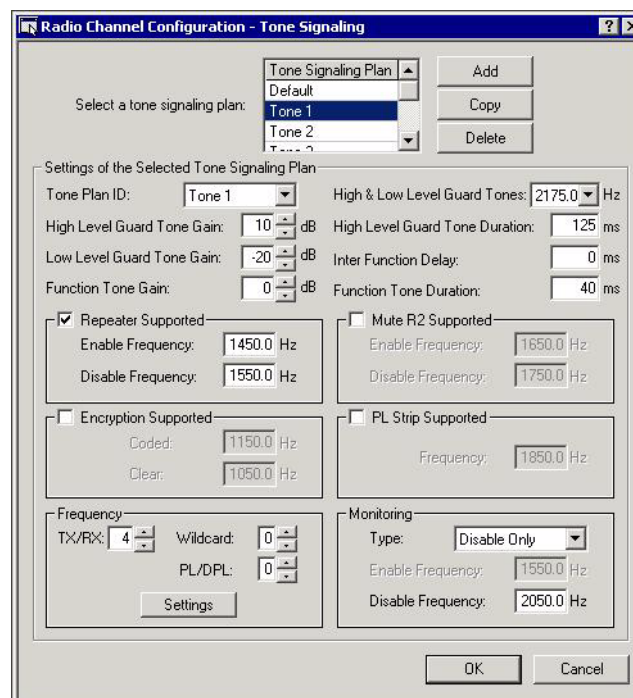 Radio Channel Configuration - Tone Signaling
Select a tone signaling plan:
Tone Signaling Plan
Default
Tone 1
Tone 2
Add
Copy
Delete
Settings of the Selected Tone Signaling Plan
Tone Plan ID: Tone 1
High & Low Level Guard Tones: 2175.0 Hz
High Level Guard Tone Gain: 10 dB
High Level Guard Tone Duration: 125 ms
Low Level Guard Tone Gain: -20 dB
Inter Function Delay: 0 ms
Function Tone Gain: 0 dB
Function Tone Duration: 40 ms
Repeater Supported
Enable Frequency: 1450.0 Hz
Disable Frequency: 1550.0 Hz
Mute R2 Supported
Enable Frequency: 1650.0 Hz
Disable Frequency: 1750.0 Hz
Encryption Supported
Coded: 1150.0 Hz
Clear: 1050.0 Hz
PL Strip Supported
Frequency: 1850.0 Hz
Frequency
TX/RX: 4 Wildcard: 0
PL/DPL: 0
Settings
Monitoring
Type: Disable Only
Enable Frequency: 1550.0 Hz
Disable Frequency: 2050.0 Hz
OK
Cancel